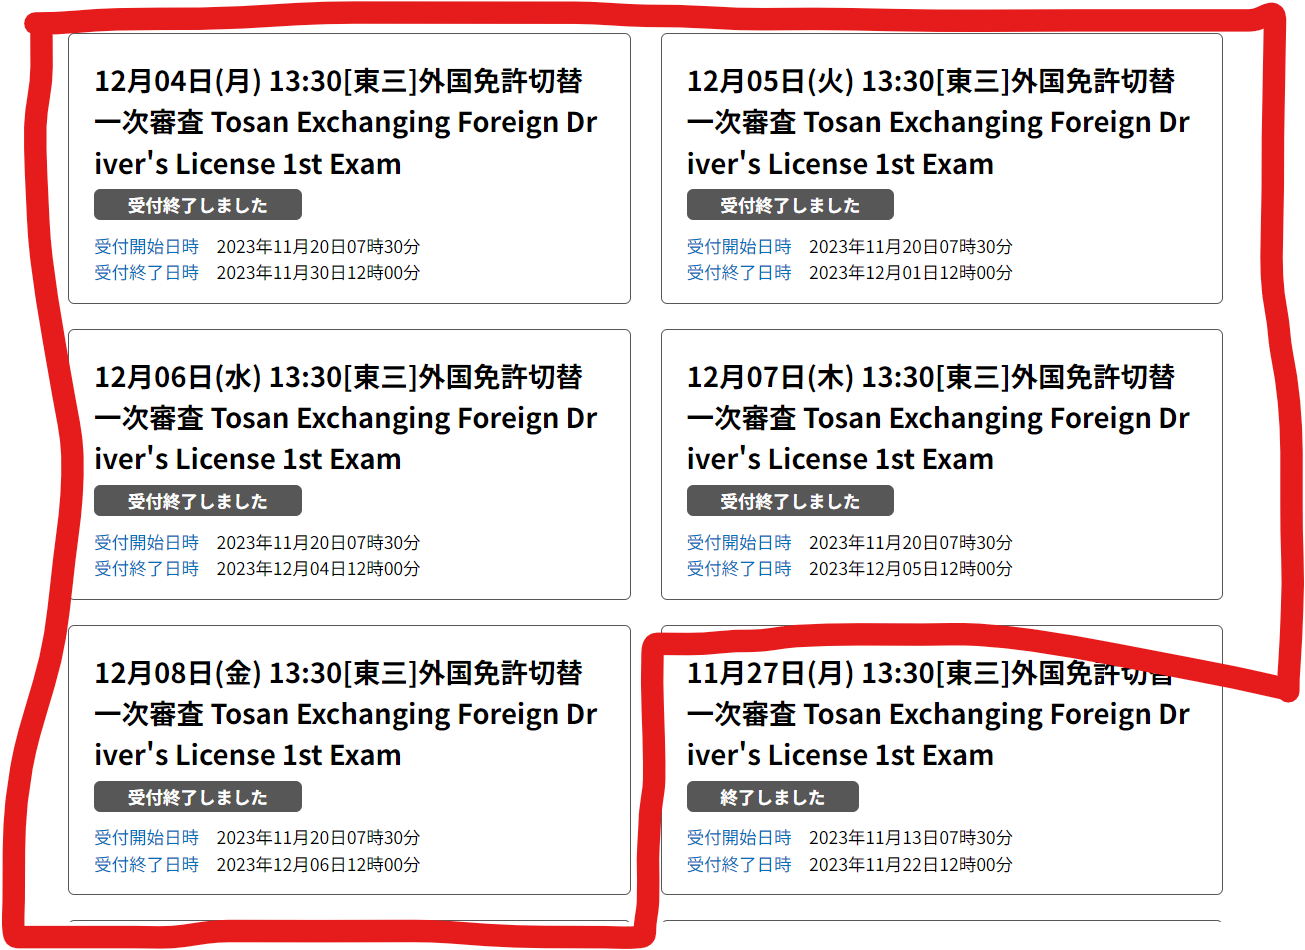 12月04日(月) 13:30[東三]外国免許切替
一次審査 Tosan Exchanging Foreign Dr
iver's License 1st Exam
受付終了しました
受付開始日時 2023年11月20日07時30分
受付終了日時 2023年11月30日12時00分
12月05日(火) 13:30[東三]外国免許切替
一次審査 Tosan Exchanging Foreign Dr
iver's License 1st Exam
受付終了しました
受付開始日時 2023年11月20日07時30分
受付終了日時 2023年12月01日12時00分
12月06日(水) 13:30[東三]外国免許切替
一次審査 Tosan Exchanging Foreign Dr
iver's License 1st Exam
受付終了しました
受付開始日時 2023年11月20日07時30分
受付終了日時 2023年12月04日12時00分
12月07日(木) 13:30[東三]外国免許切替
一次審査 Tosan Exchanging Foreign Dr
iver's License 1st Exam
受付終了しました
受付開始日時 2023年11月20日07時30分
受付終了日時 2023年12月05日12時00分
12月08日(金) 13:30[東三]外国免許切替
一次審査 Tosan Exchanging Foreign Dr
iver's License 1st Exam
受付終了しました
受付開始日時 2023年11月20日07時30分
受付終了日時 2023年12月06日12時00分
11月27日(月) 13:30[東三]外国免許切替
一次審査 Tosan Exchanging Foreign Dr
iver's License 1st Exam
終了しました
受付開始日時 2023年11月13日07時30分
受付終了日時 2023年11月22日12時00分